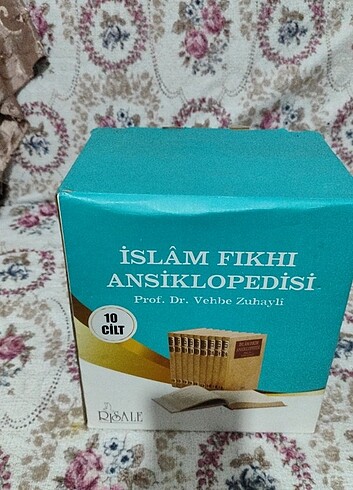 İSLÂM FIKHI
ANSİKLOPEDİSİ
Prof. Dr. Vehbe Zuhayli
10
CİLT
RİSALE